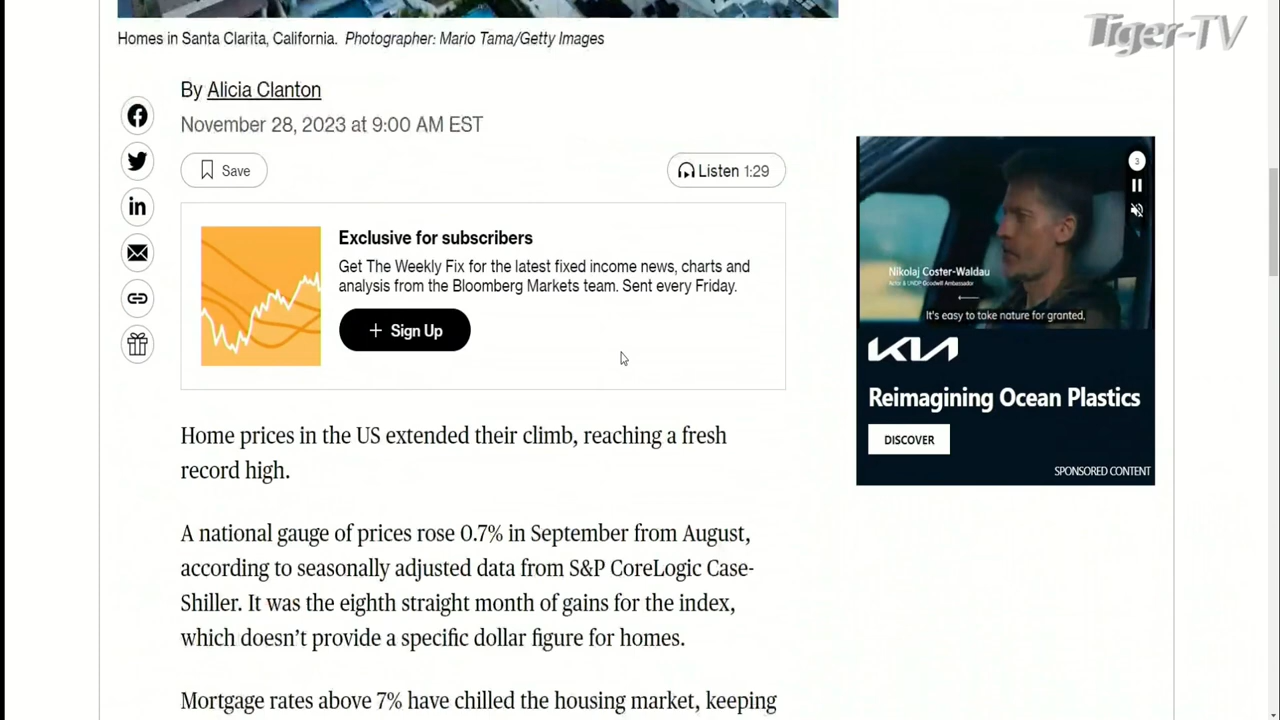 Tiger-TV
Homes in Santa Clarita, California. Photographer: Mario Tama/Getty Images
By Alicia Clanton
November 28, 2023 at 9:00 AM EST
Save
Listen 1:29
Exclusive for subscribers
Get The Weekly Fix for the latest fixed income news, charts and
analysis from the Bloomberg Markets team. Sent every Friday.
+ Sign Up
3
Nikolaj Coster-Waldau
Actor & UNDP Goodwill Ambassador
It's easy to take nature for granted,
KIA
Reimagining Ocean Plastics
DISCOVER
SPONSORED CONTENT
Home prices in the US extended their climb, reaching a fresh
record high.
A national gauge of prices rose 0.7% in September from August,
according to seasonally adjusted data from S&P CoreLogic Case-
Shiller. It was the eighth straight month of gains for the index,
which doesn't provide a specific dollar figure for homes.
Mortgage rates above 7% have chilled the housing market, keeping